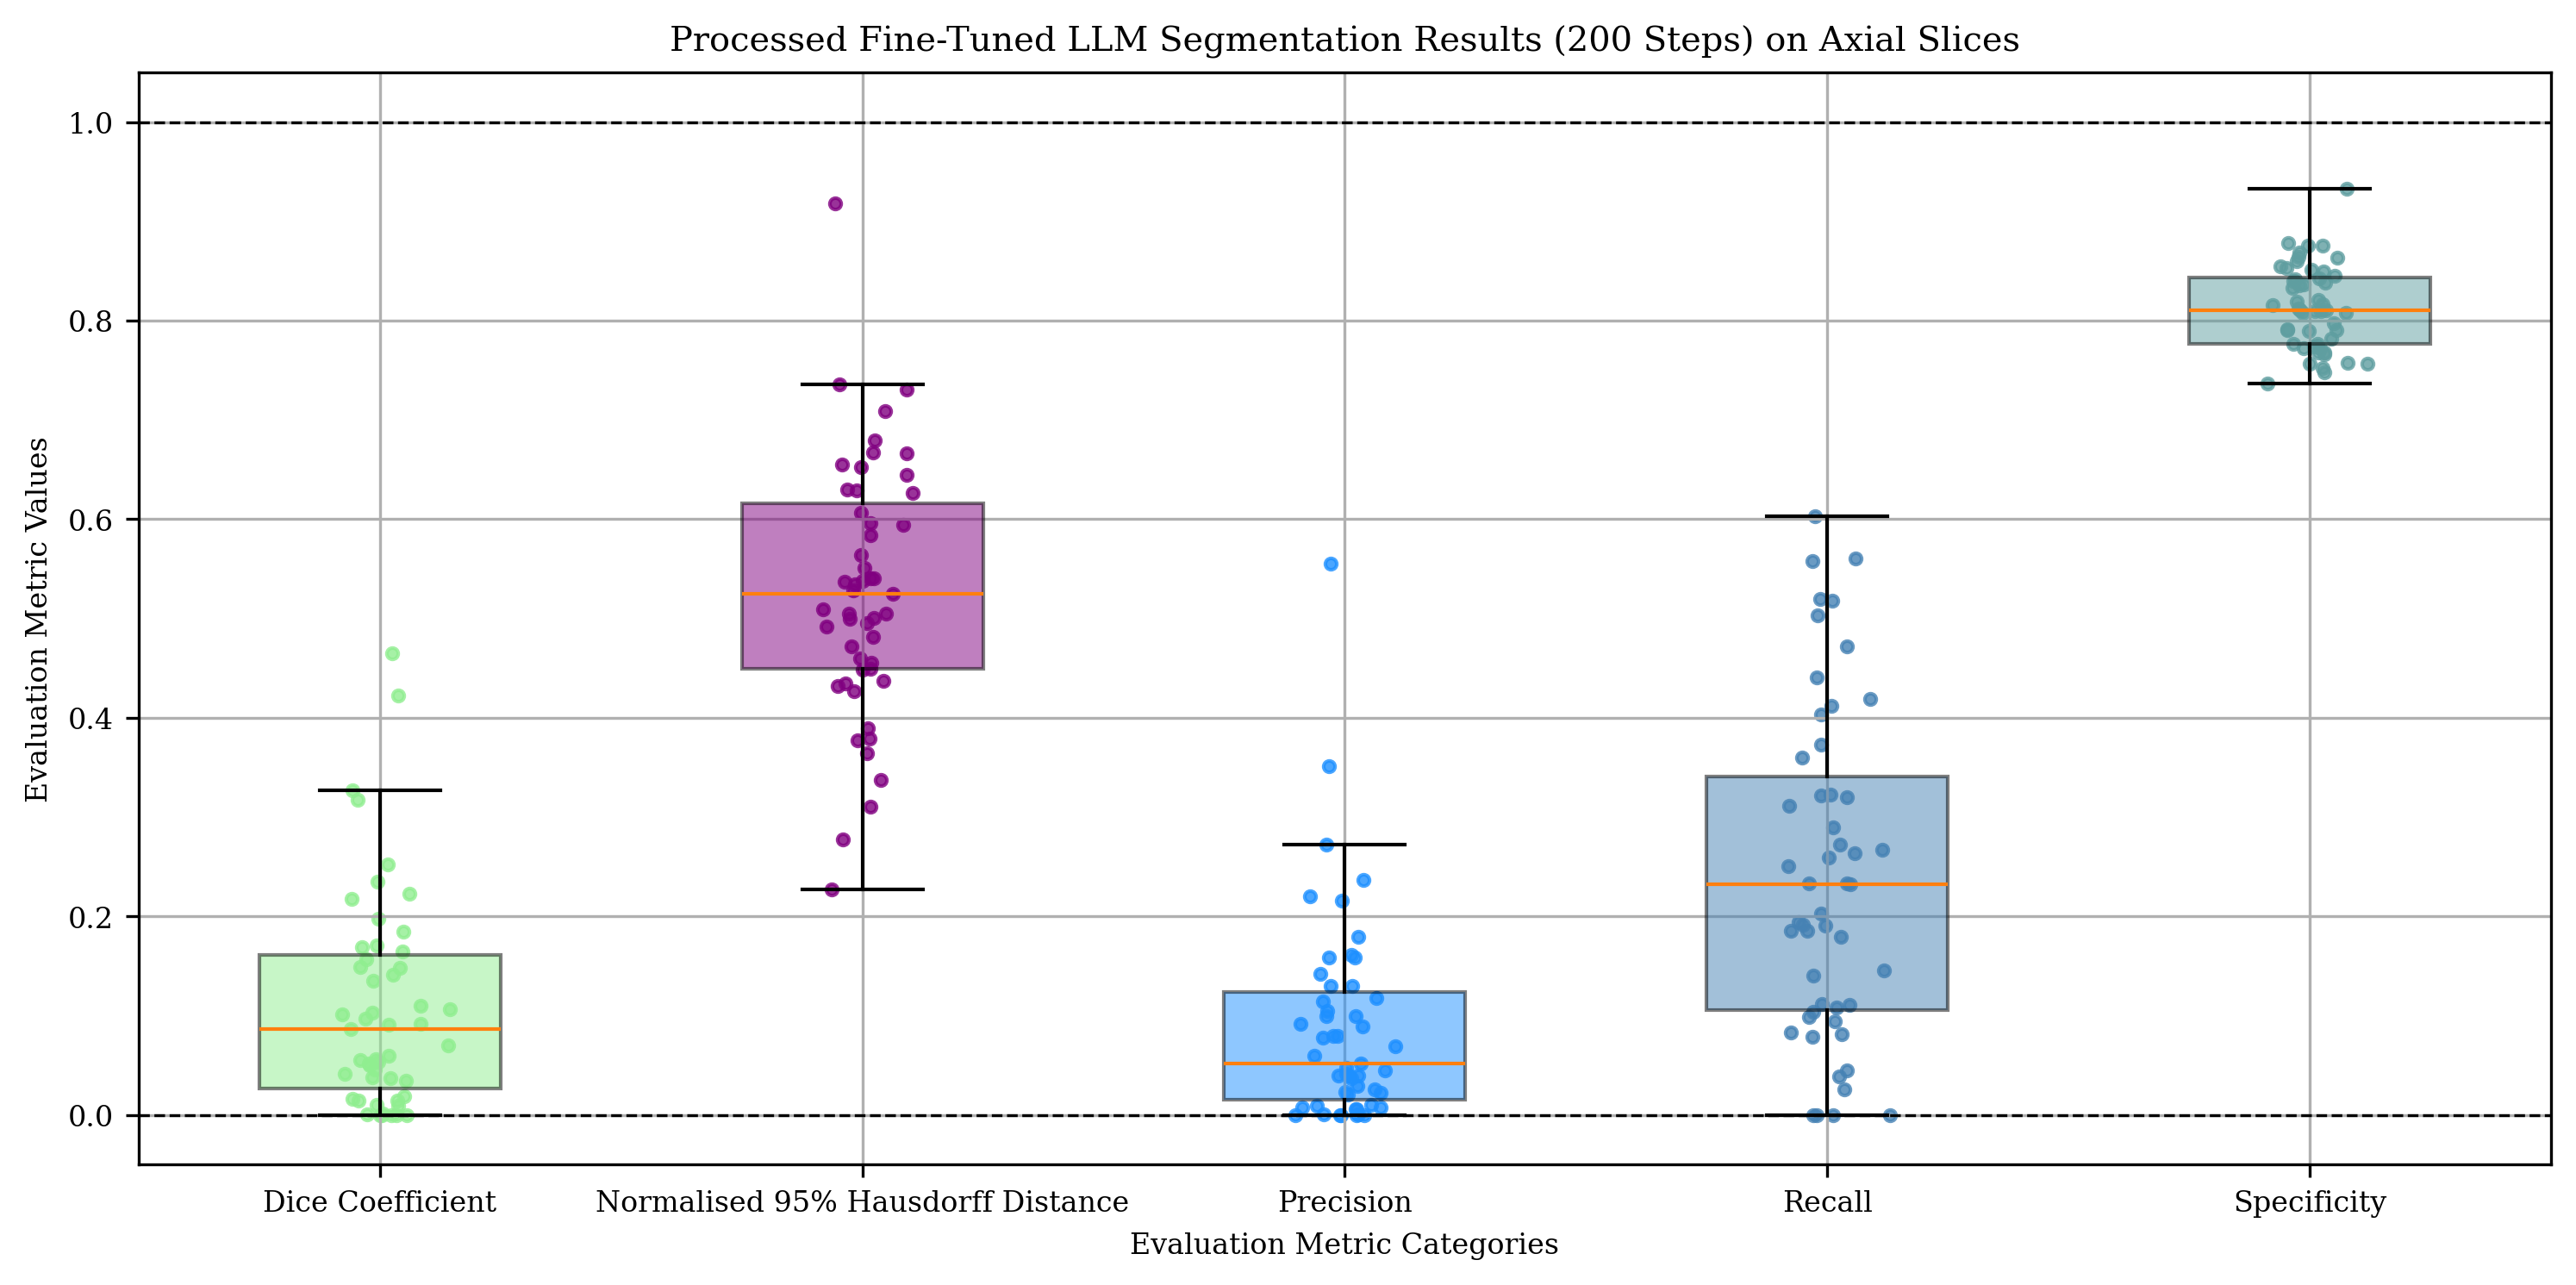 Processed Fine-Tuned LLM Segmentation Results (200 Steps) on Axial Slices
Evaluation Metric Values
1.0
0.8
0.6
0.4
0.2
0.0
Dice Coefficient
Normalised 95% Hausdorff Distance
Precision
Recall
Specificity
Evaluation Metric Categories